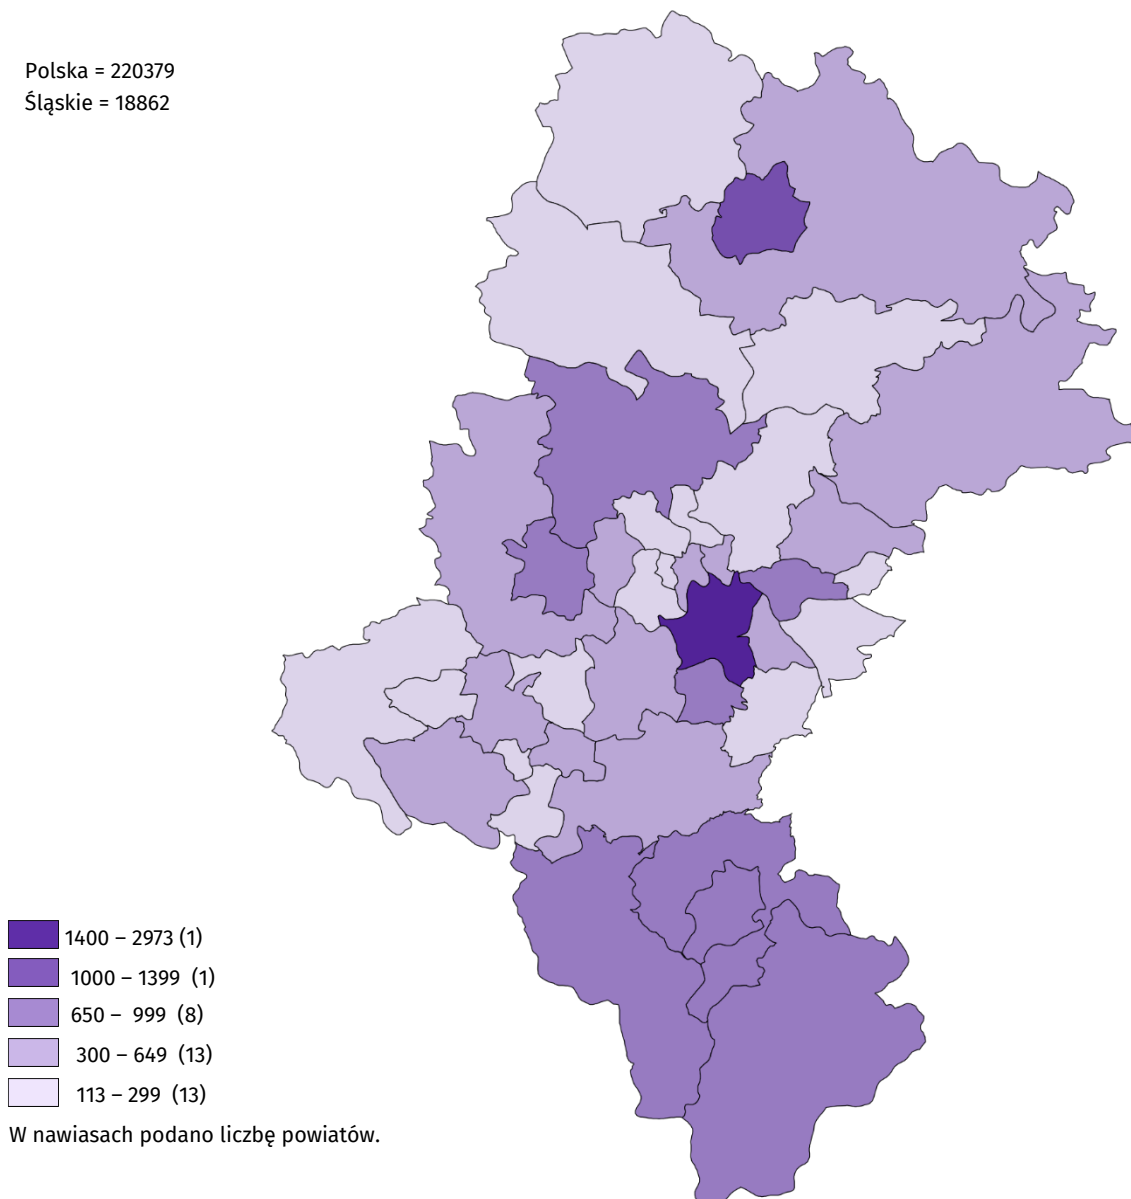 Polska = 220379
Śląskie = 18862
1400 – 2973 (1)
1000 – 1399 (1)
650 – 999 (8)
300 – 649 (13)
113 – 299 (13)
W nawiasach podano liczbę powiatów.